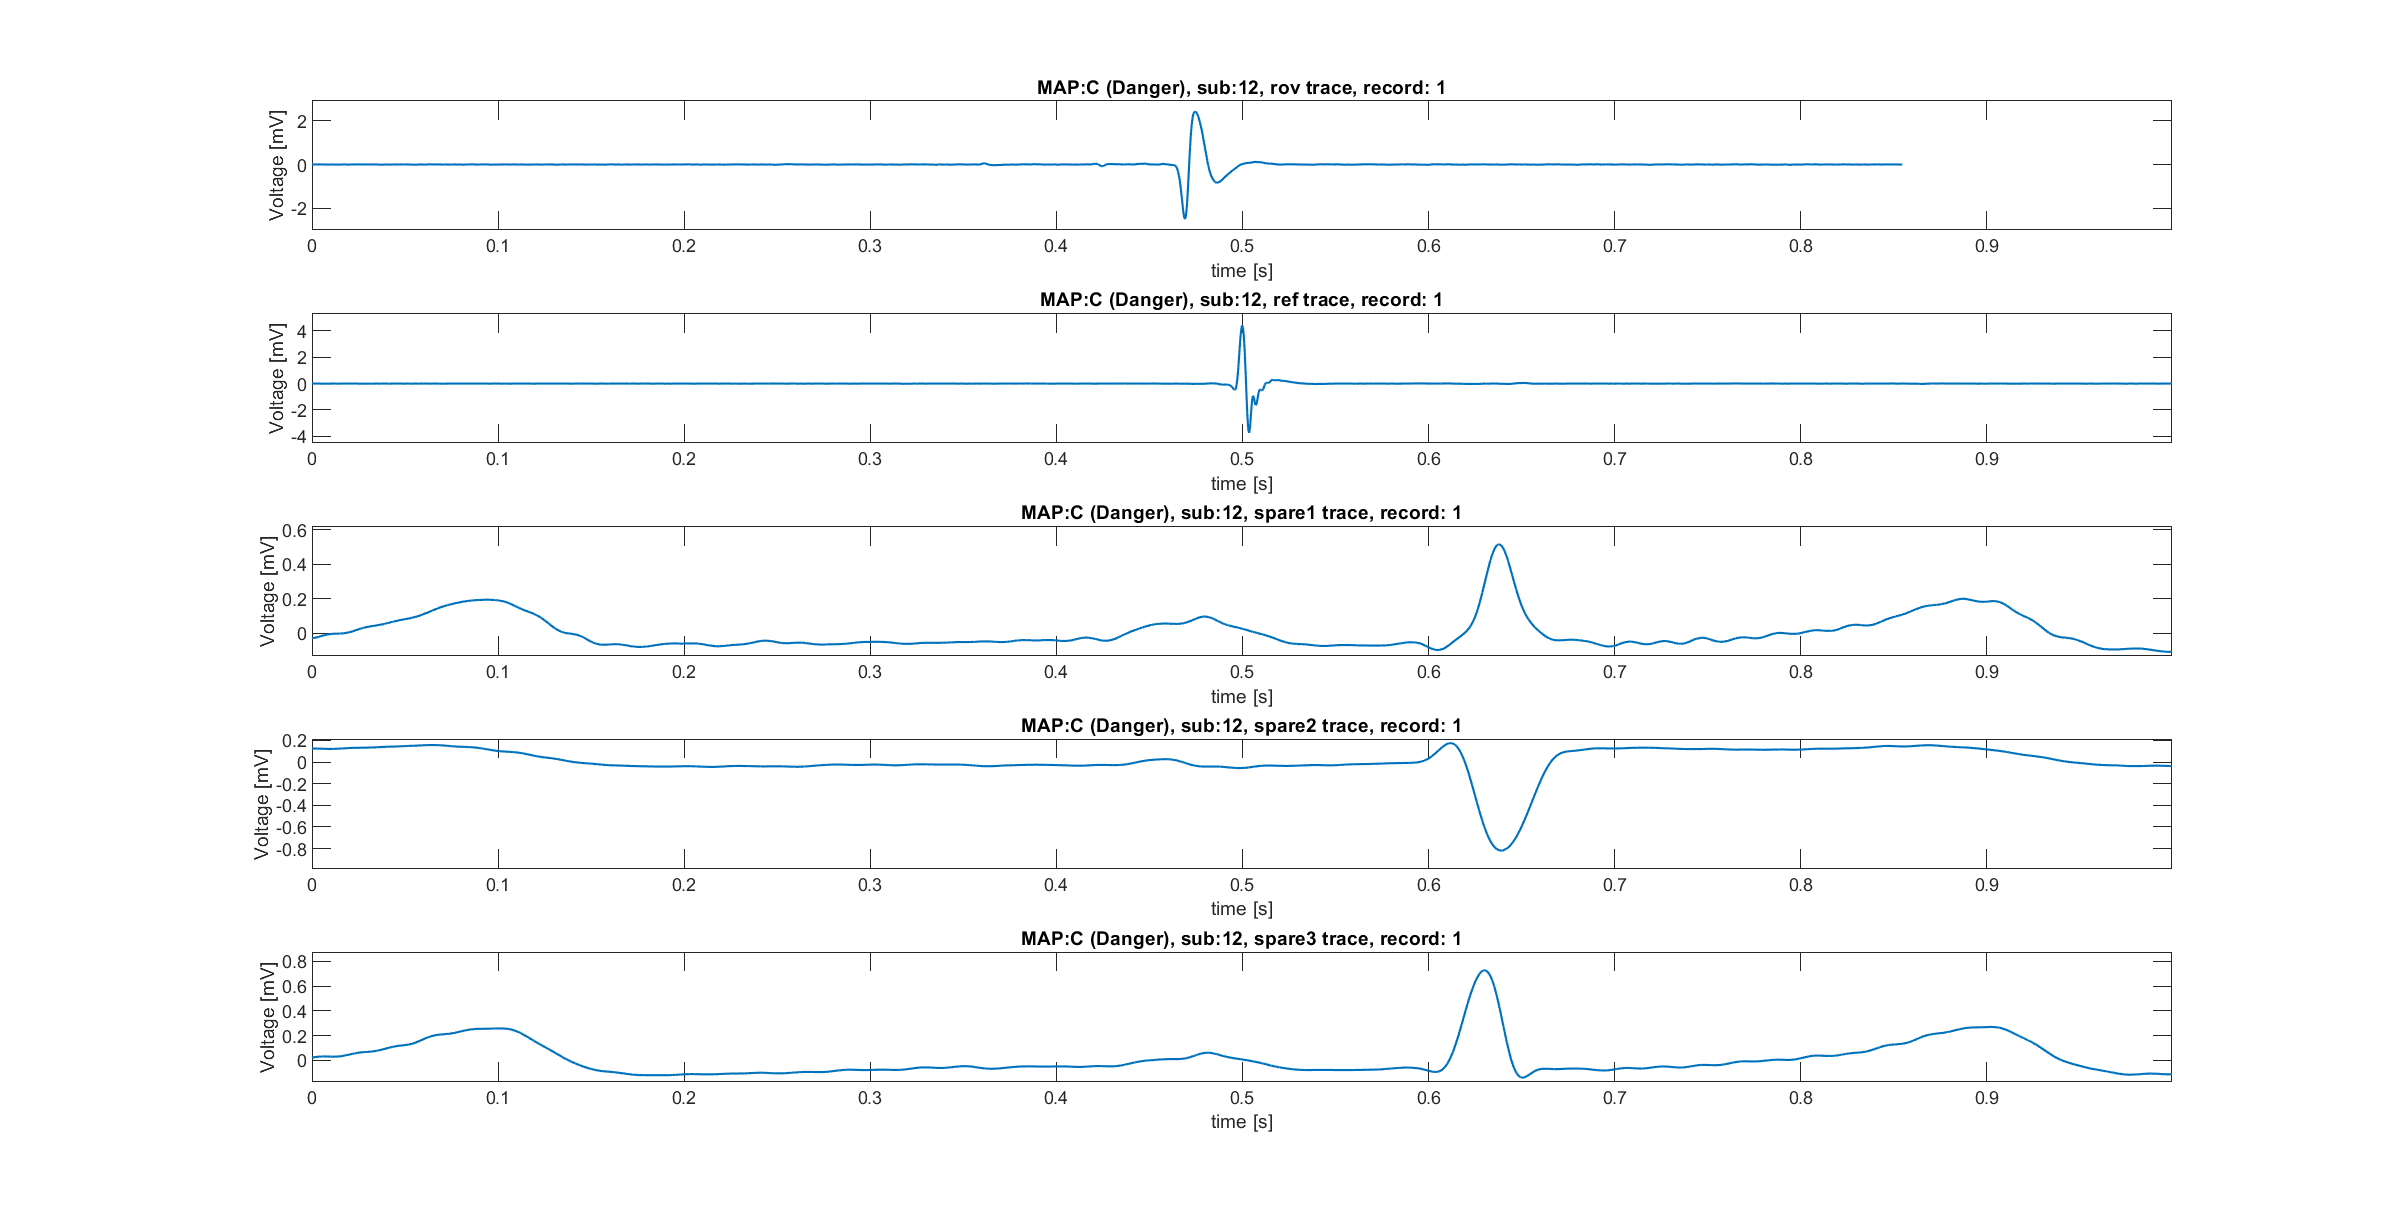 MAP:C (Danger), sub:12, rov trace, record: 1
Voltage [mV]
2
0
-2
0 0.1 0.2 0.3 0.4 0.5 0.6 0.7 0.8 0.9
time [s]
MAP:C (Danger), sub:12, ref trace, record: 1
Voltage [mV]
4
2
0
-2
-4
0 0.1 0.2 0.3 0.4 0.5 0.6 0.7 0.8 0.9
time [s]
MAP:C (Danger), sub:12, spare1 trace, record: 1
Voltage [mV]
0.6
0.4
0.2
0
0 0.1 0.2 0.3 0.4 0.5 0.6 0.7 0.8 0.9
time [s]
MAP:C (Danger), sub:12, spare2 trace, record: 1
Voltage [mV]
0.2
0
-0.2
-0.4
-0.6
-0.8
0 0.1 0.2 0.3 0.4 0.5 0.6 0.7 0.8 0.9
time [s]
MAP:C (Danger), sub:12, spare3 trace, record: 1
Voltage [mV]
0.8
0.6
0.4
0.2
0
0 0.1 0.2 0.3 0.4 0.5 0.6 0.7 0.8 0.9
time [s]